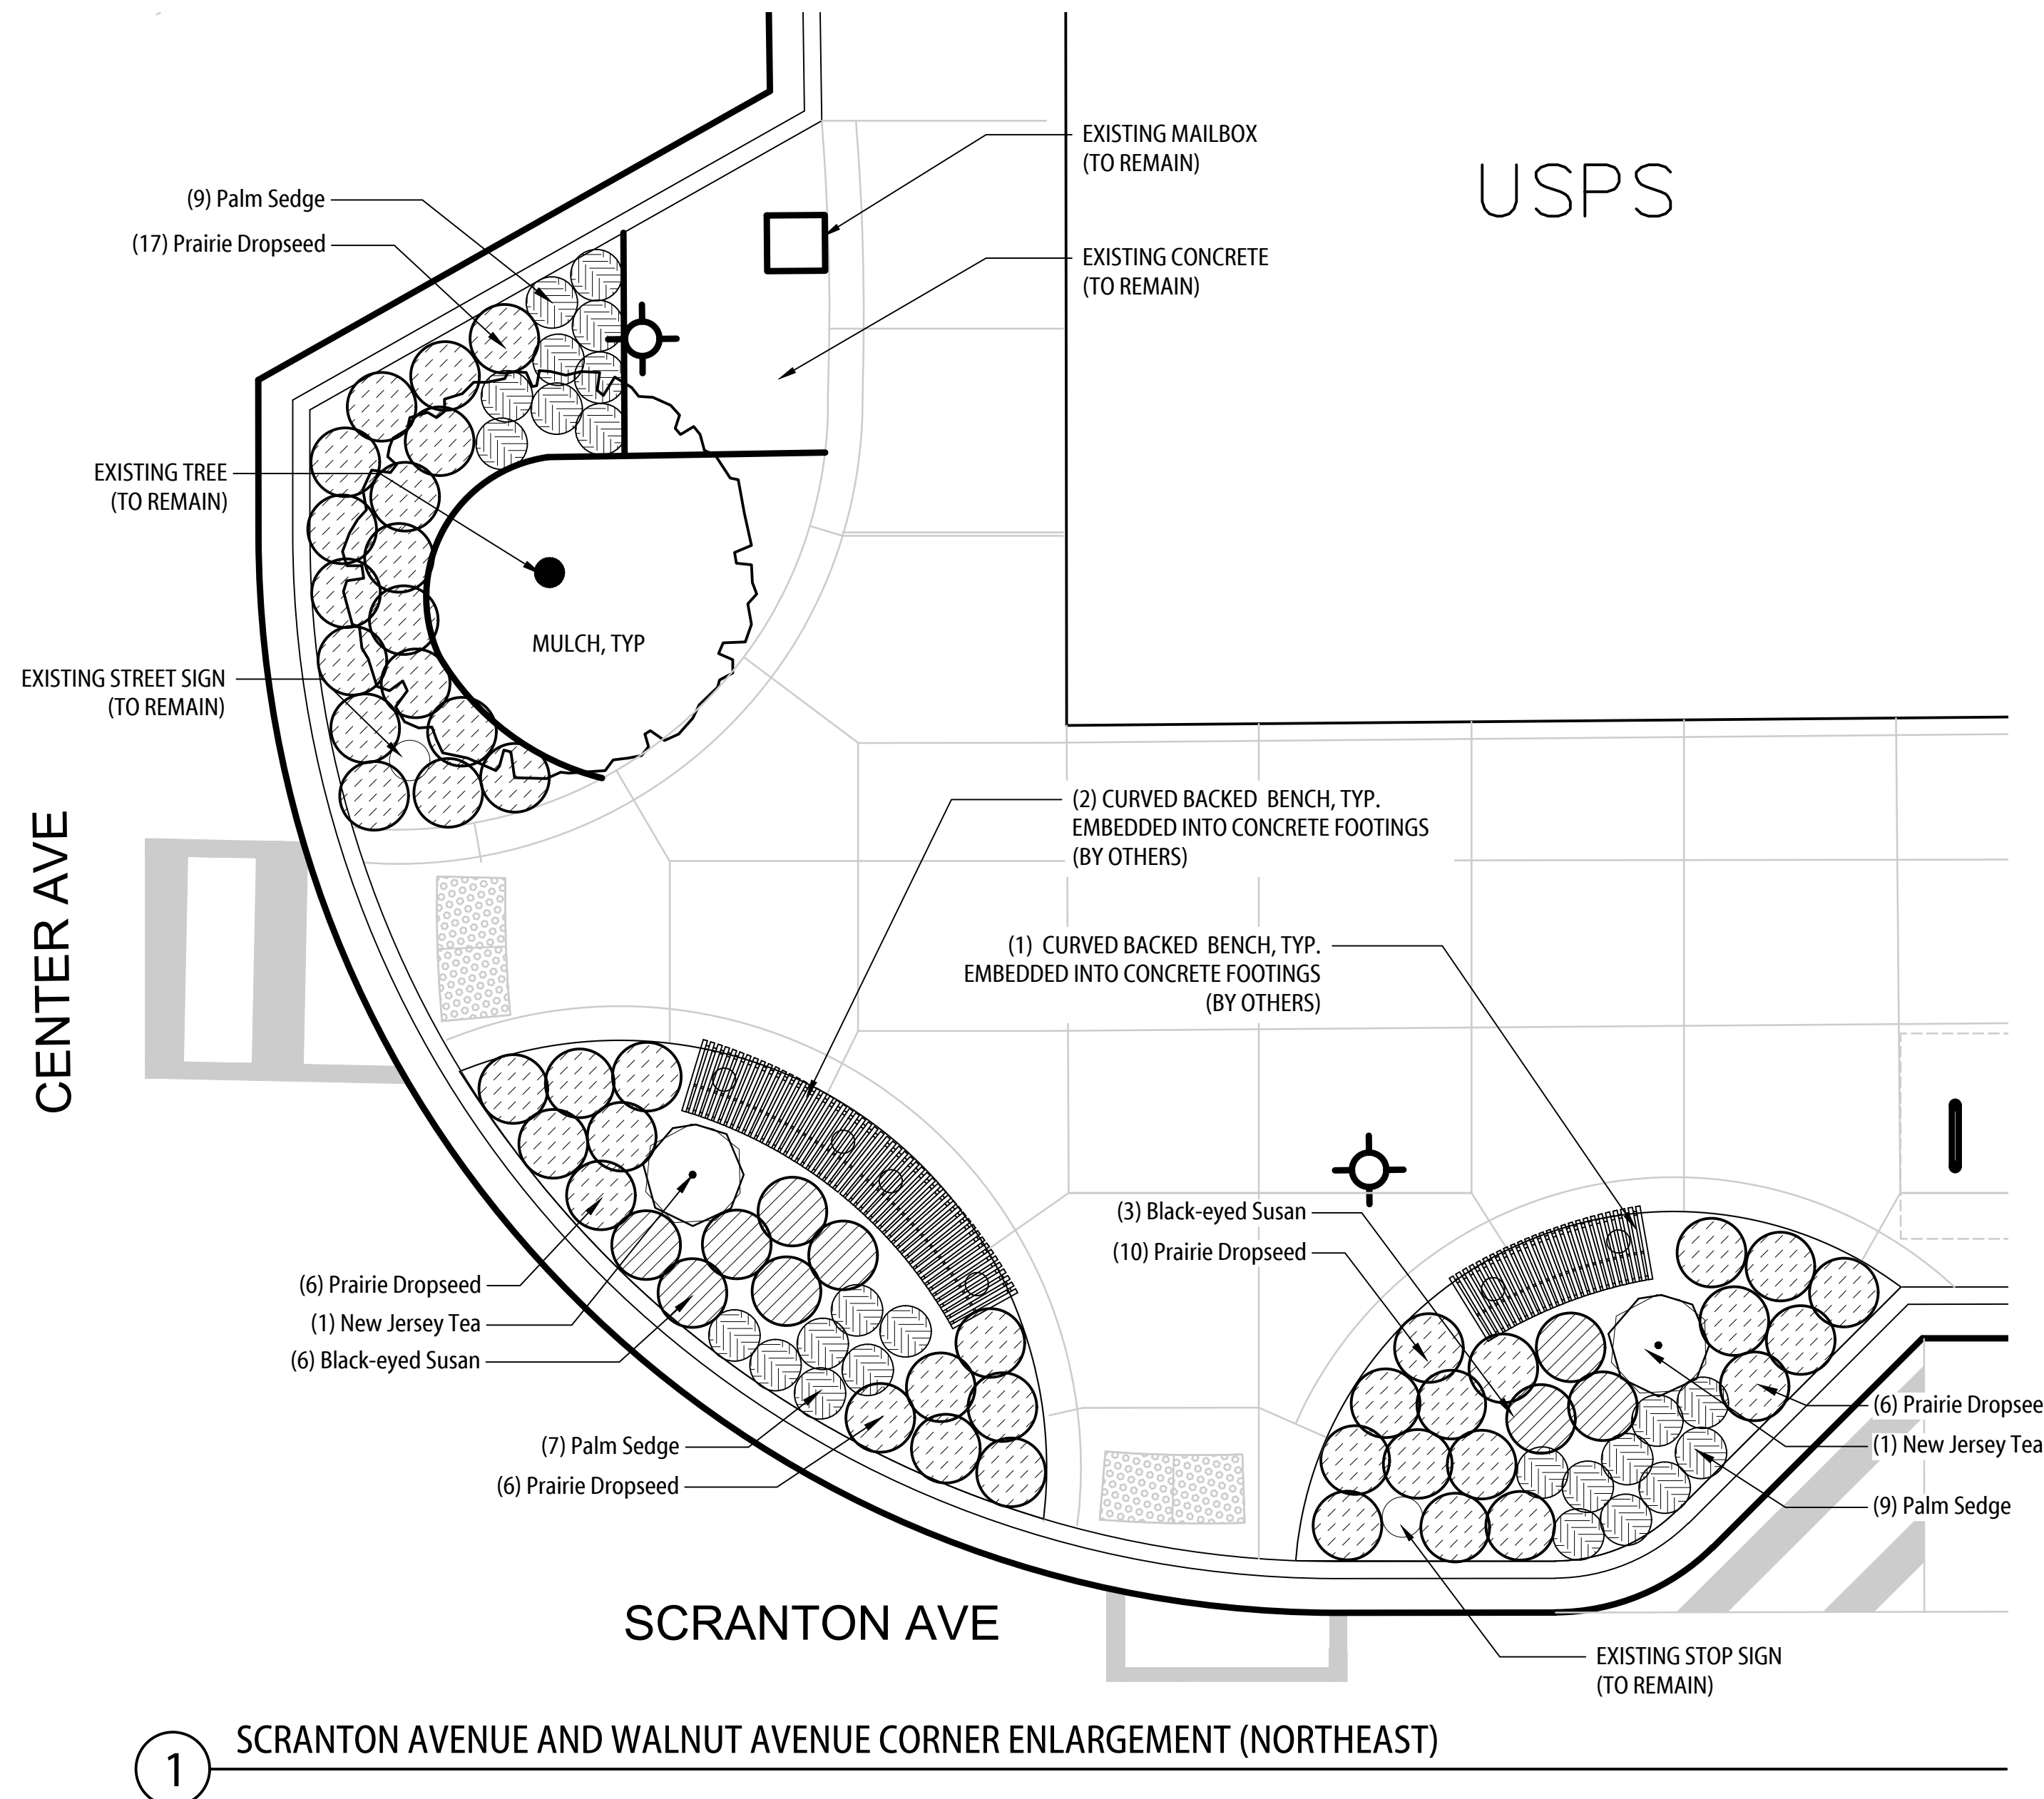 EXISTING MAILBOX
(TO REMAIN)
USPS
(9) Palm Sedge
(17) Prairie Dropseed
EXISTING CONCRETE
(TO REMAIN)
EXISTING TREE
(TO REMAIN)
MULCH, TYP
EXISTING STREET SIGN
(TO REMAIN)
CENTER AVE
(2) CURVED BACKED BENCH, TYP.
EMBEDDED INTO CONCRETE FOOTINGS
(BY OTHERS)
(1) CURVED BACKED BENCH, TYP.
EMBEDDED INTO CONCRETE FOOTINGS
(BY OTHERS)
(3) Black-eyed Susan
(10) Prairie Dropseed
(6) Prairie Dropseed
(1) New Jersey Tea
(6) Black-eyed Susan
(7) Palm Sedge
(6) Prairie Dropseed
(6) Prairie Dropsee
(1) New Jersey Tea
(9) Palm Sedge
SCRANTON AVE
EXISTING STOP SIGN
(TO REMAIN)
1
SCRANTON AVENUE AND WALNUT AVENUE CORNER ENLARGEMENT (NORTHEAST)